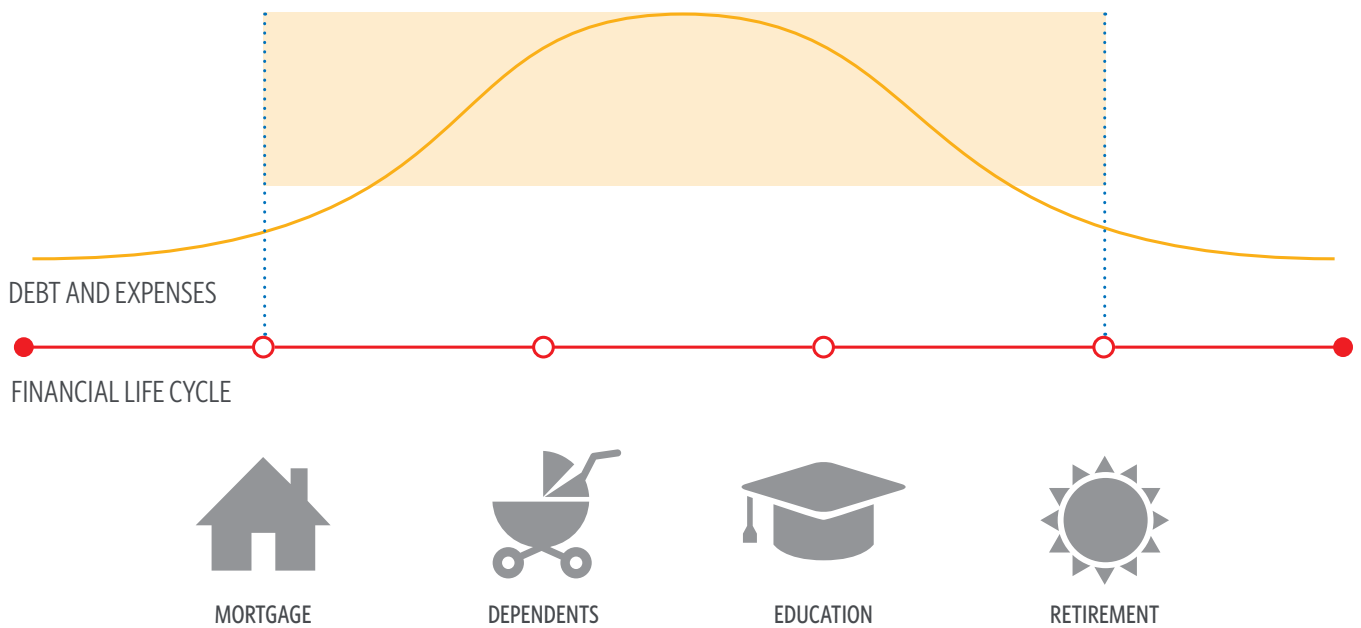 DEBT AND EXPENSES
FINANCIAL LIFE CYCLE
MORTGAGE
DEPENDENTS
EDUCATION
RETIREMENT